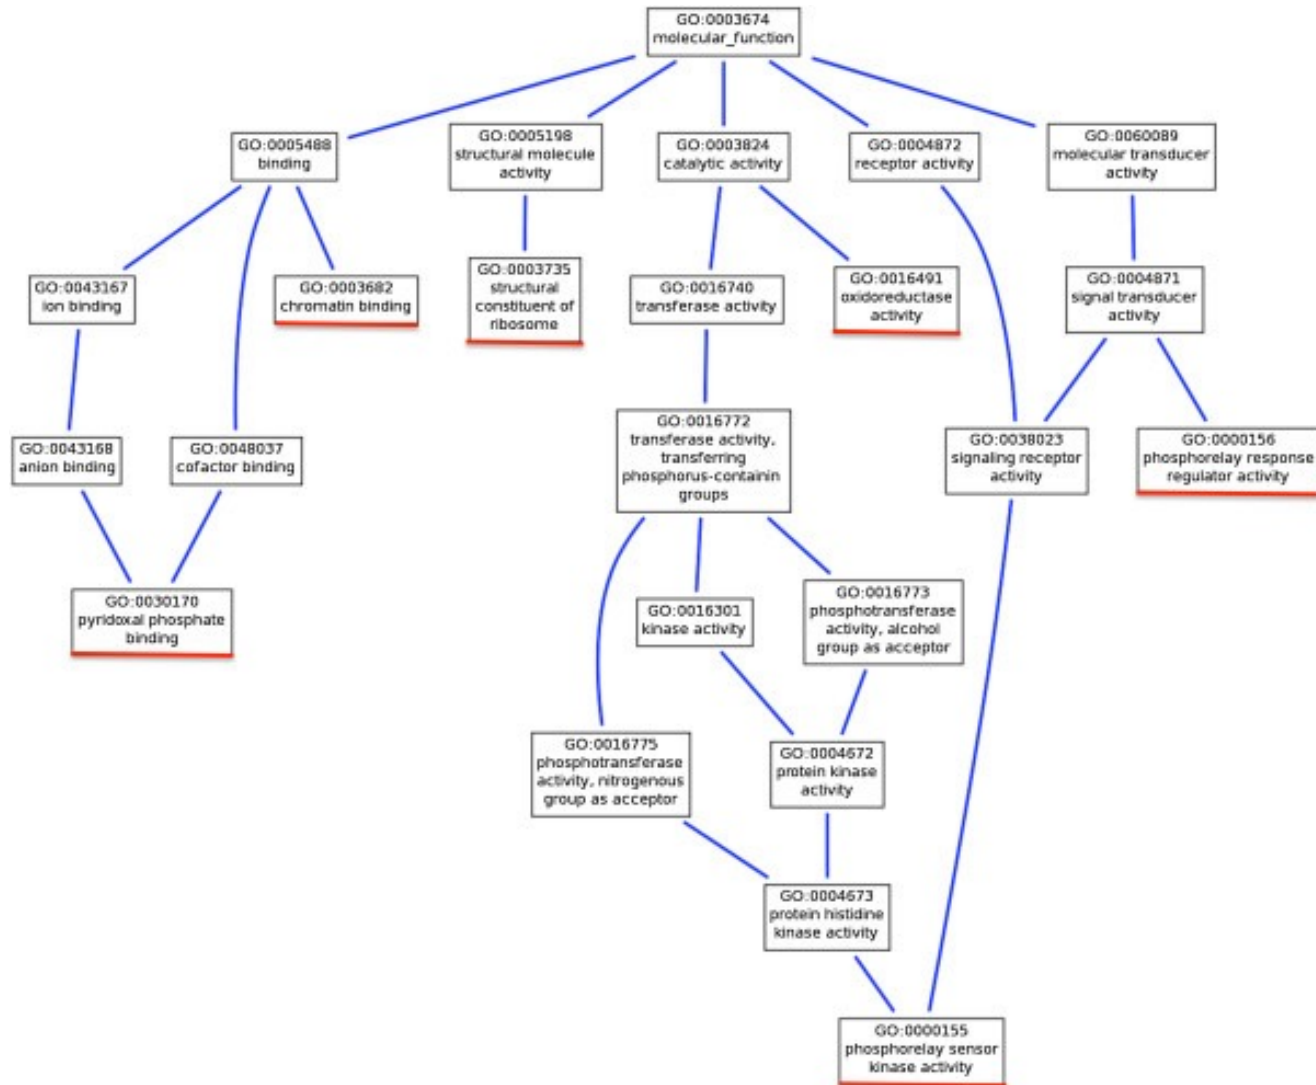 GO:0003674
molecular_function
GO:0005488
binding
GO:0005198
structural molecule
activity
GO:0003824
catalytic activity
GO:0004872
receptor activity
GO:0060089
molecular transducer
activity
GO:0043167
ion binding
GO:0003682
chromatin binding
GO:0003735
structural
constituent of
ribosome
GO:0016740
transferase activity
GO:0016491
oxidoreductase
activity
GO:0004871
signal transducer
activity
GO:0043168
anion binding
GO:0048037
cofactor binding
GO:0016772
transferase activity,
transferring
phosphorus-containin
groups
GO:0038023
signaling receptor
activity
GO:0000156
phosphorelay response
regulator activity
GO:0030170
pyridoxal phosphate
binding
GO:0016301
kinase activity
GO:0016773
phosphotransferase
activity, alcohol
group as acceptor
GO:0016775
phosphotransferase
activity, nitrogenous
group as acceptor
GO:0004672
protein kinase
activity
GO:0004673
protein histidine
kinase activity
GO:0000155
phosphorelay sensor
kinase activity